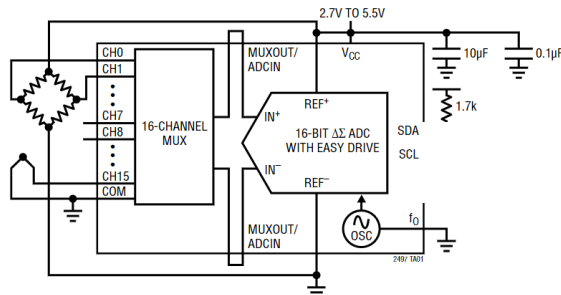 2.7V TO 5.5V
CH0
CH1
CH7
CH8
CH15
COM
16-CHANNEL
MUX
MUXOUT/
ADCIN
VCC
10µF
0.1µF
1.7k
REF+
IN+
16-BIT ΔΣ ADC
WITH EASY DRIVE
IN–
REF–
SDA
SCL
MUXOUT/
ADCIN
OSC
fO
2497 TA01